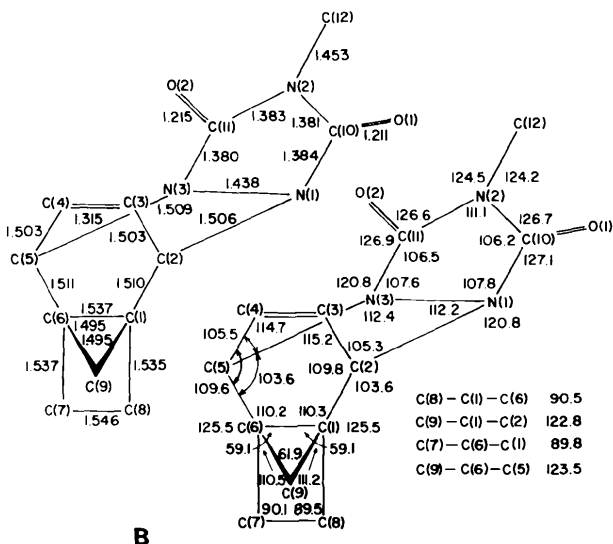 C(12)
1.453
O(2)
N(2)
1.215
1.383
1.381
O(1)
C(11)
C(10)
1.211
1.380
1.384
C(12)
N(3)
1.438
N(1)
O(2)
124.5
N(2)
124.2
111.1
C(4)
C(3)
1.509
1.315
1.506
126.6
126.7
O(1)
1.503
1.503
C(11)
106.2
C(10)
126.9
106.5
127.1
C(5)
C(2)
1.511
1.510
120.8
107.6
107.8
C(4)
C(3)
N(3)
112.2
N(1)
1.537
112.4
120.8
C(6)
C(1)
114.7
115.2
1.495
1.495
105.5
105.3
C(5)
109.8
C(2)
1.537
1.535
103.6
103.6
C(9)
109.6
C(8)-C(1)-C(6) 90.5
C(7)
C(8)
110.2
110.3
C(9)-C(1)-C(2) 122.8
1.546
125.5
C(6)
C(1)
125.5
C(7)-C(6)-C(1) 89.8
59.1
61.9
59.1
C(9)-C(6)-C(5) 123.5
110.5
111.2
C(9)
90.1
89.5
B
C(7)
C(8)